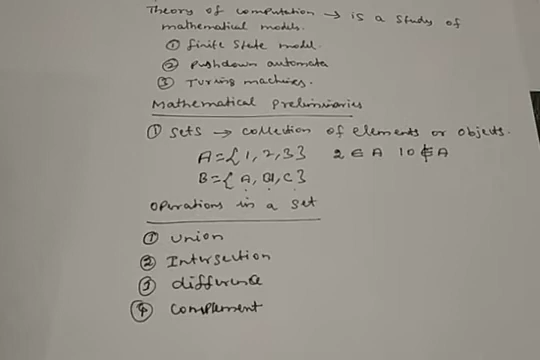 Theory of computation → is a study of
mathematical models.
① finite state model.
② pushdown automata
③ Turing machines.
Mathematical preliminaries
① Sets → collection of elements or objects.
A={1,2,3} 2∈A 10∉A
B={A,B,C}
operations in a set
① Union
② Intersection
③ difference
④ complement